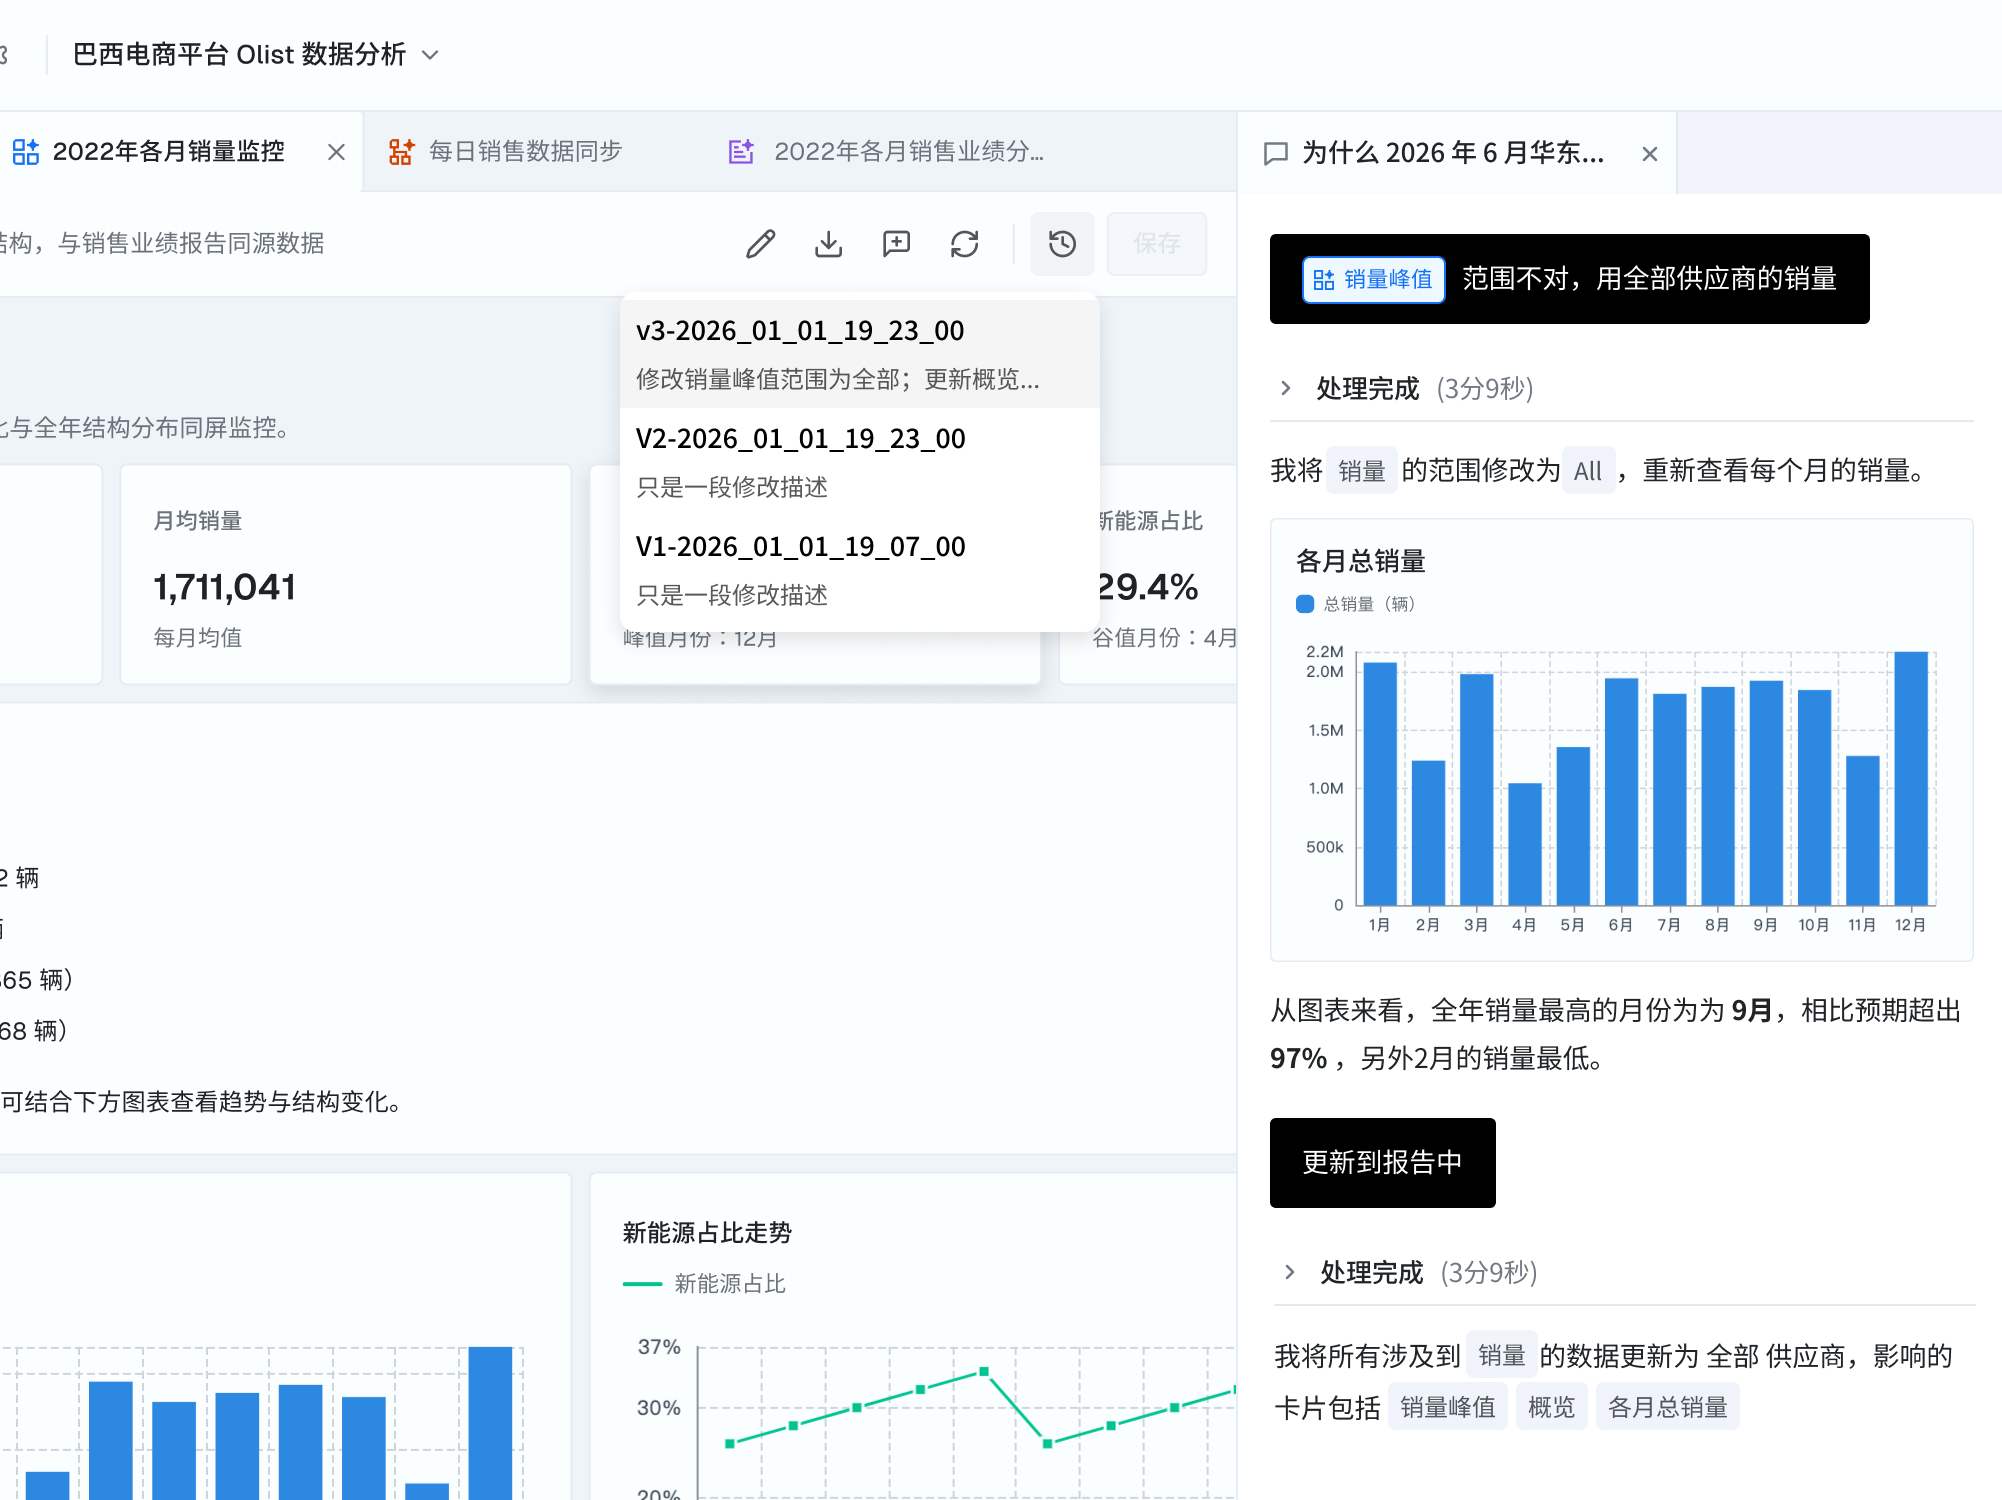 巴西电商平台 Olist 数据分析
2022年各月销量监控
每日销售数据同步
2022年各月销售业绩分...
为什么 2026 年 6 月华东...
结构，与销售业绩报告同源数据
保存
v3-2026_01_01_19_23_00
修改销量峰值范围为全部；更新概览...
V2-2026_01_01_19_23_00
只是一段修改描述
V1-2026_01_01_19_07_00
只是一段修改描述
比与全年结构分布同屏监控。
月均销量
1,711,041
每月均值
峰值月份：12月
新能源占比
29.4%
谷值月份：4月
2 辆
65 辆）
68 辆）
可结合下方图表查看趋势与结构变化。
新能源占比走势
新能源占比
37%
30%
20%
销量峰值 范围不对，用全部供应商的销量
处理完成 (3分9秒)
我将 销量 的范围修改为 All ，重新查看每个月的销量。
各月总销量
总销量（辆）
2.2M
2.0M
1.5M
1.0M
500k
0
1月 2月 3月 4月 5月 6月 7月 8月 9月 10月 11月 12月
从图表来看，全年销量最高的月份为为 9月，相比预期超出
97% ，另外2月的销量最低。
更新到报告中
处理完成 (3分9秒)
我将所有涉及到 销量 的数据更新为 全部 供应商，影响的
卡片包括 销量峰值 概览 各月总销量